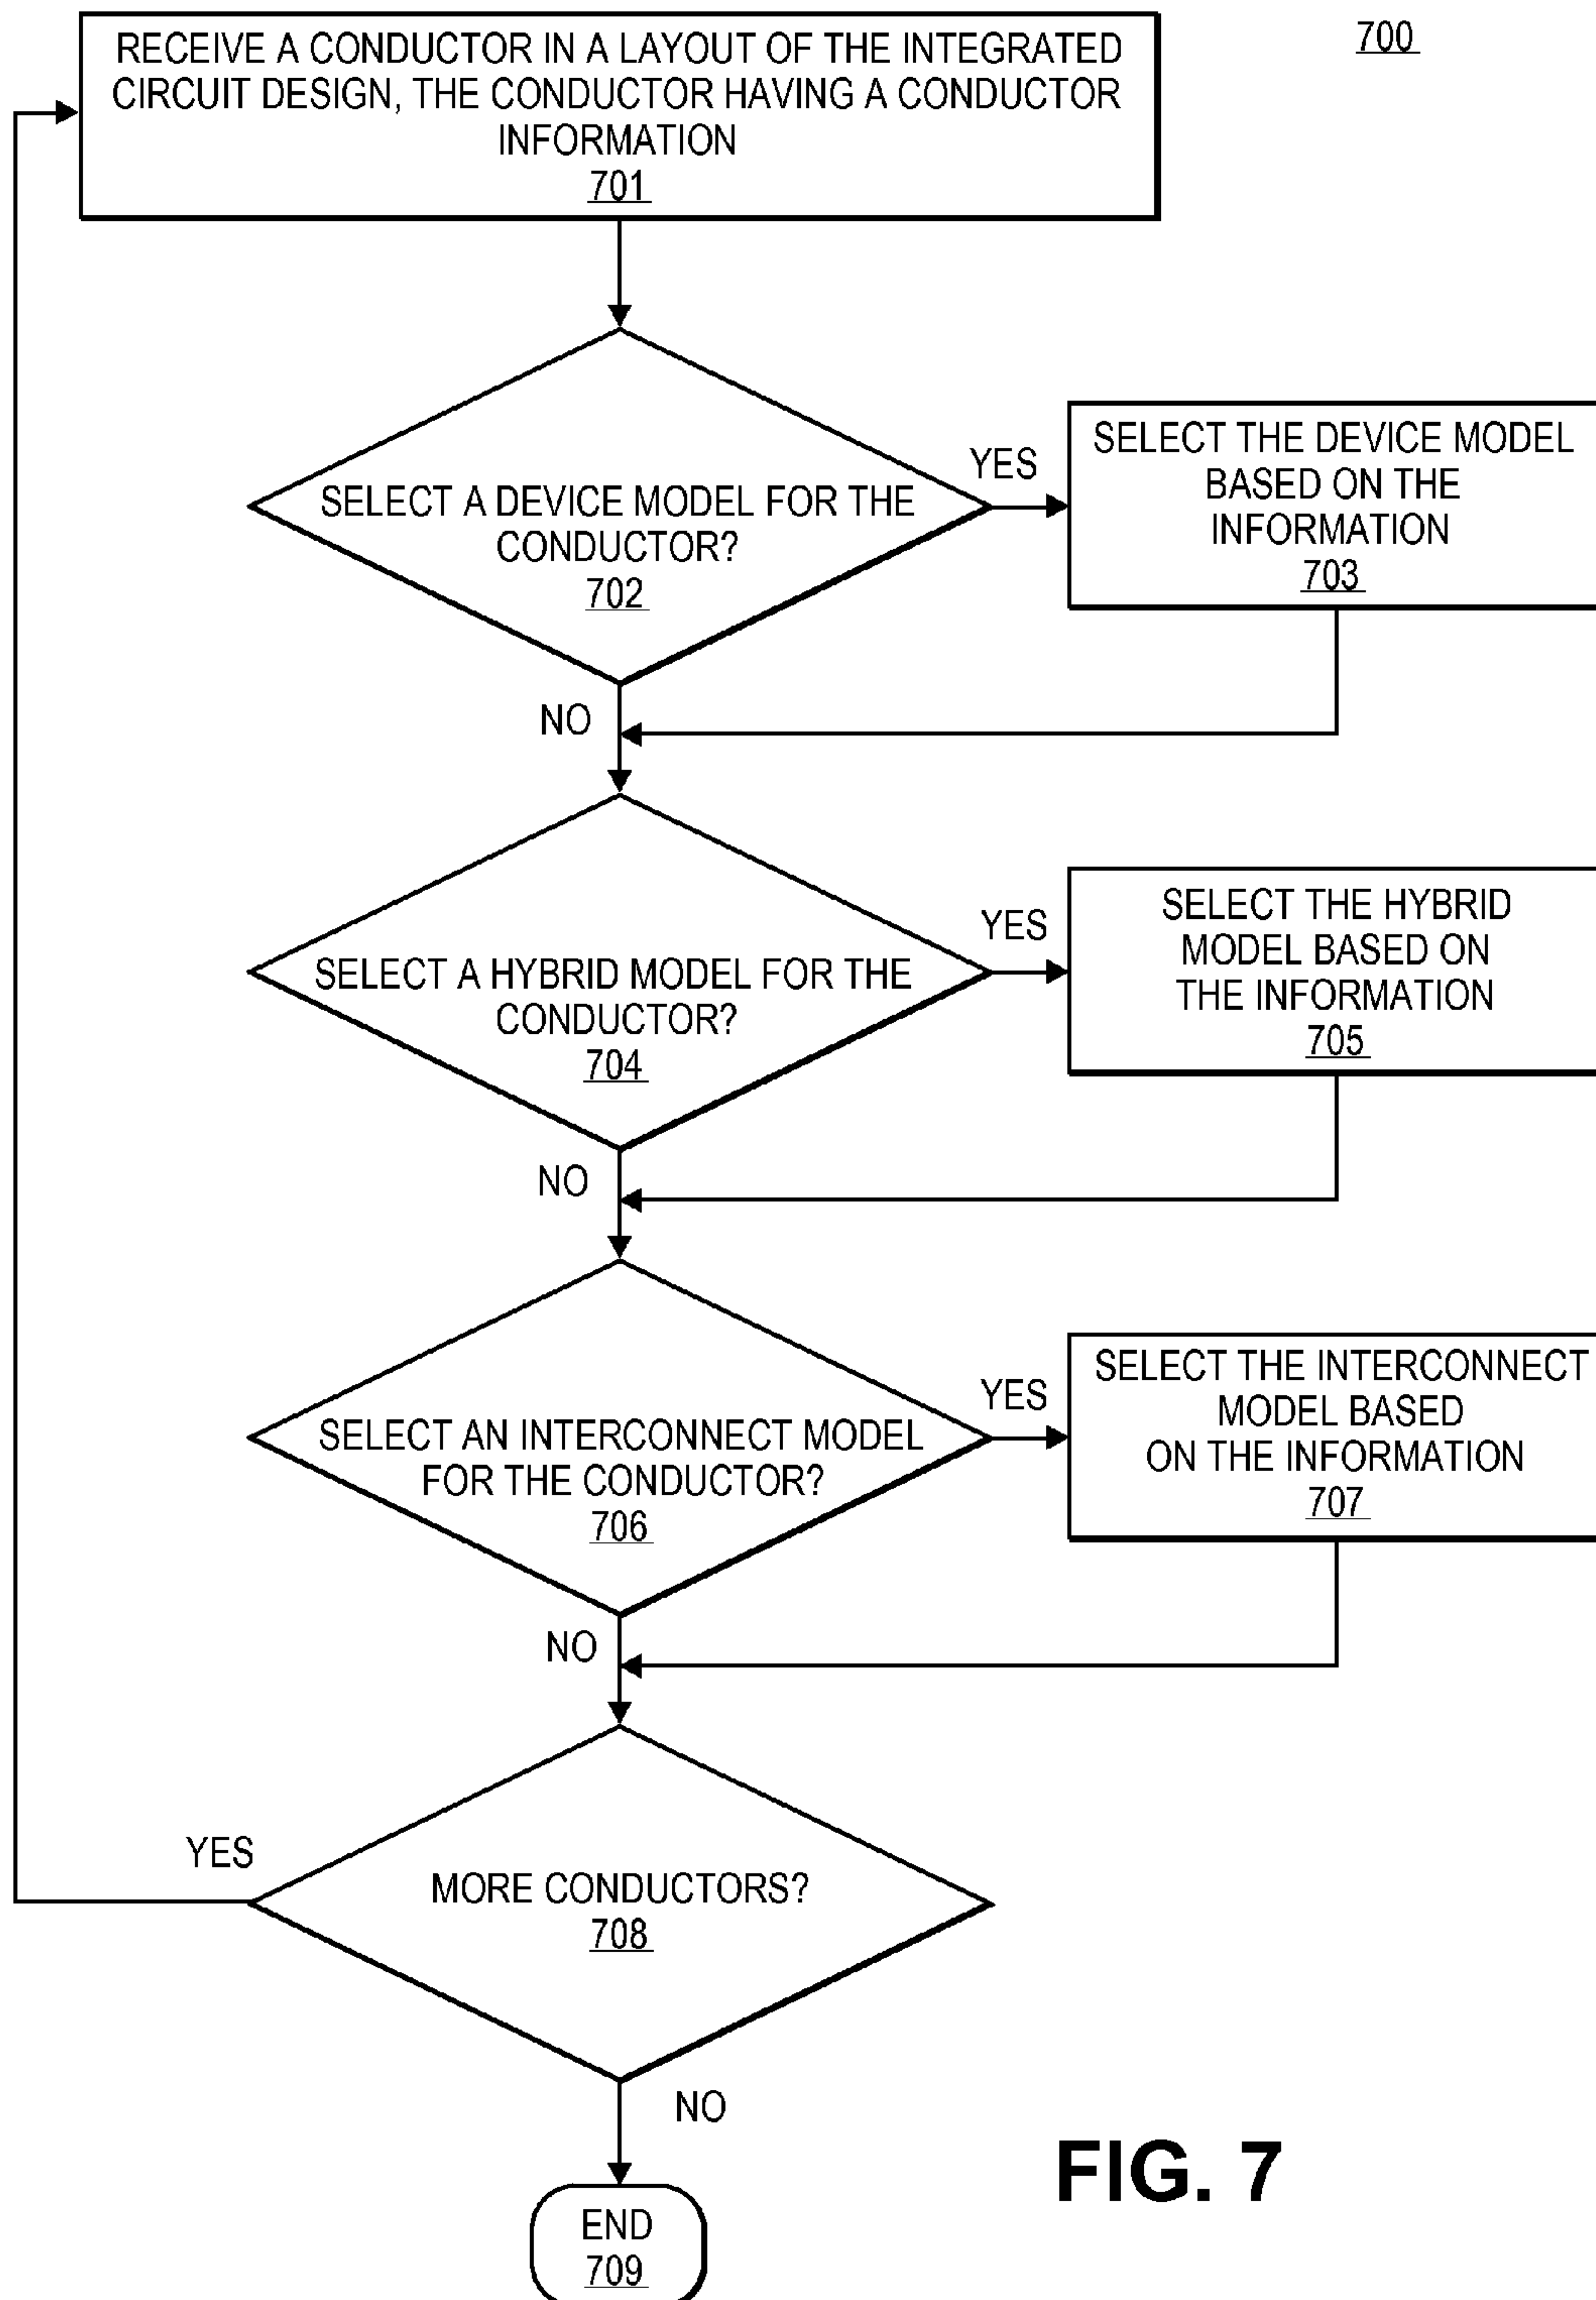 700
RECEIVE A CONDUCTOR IN A LAYOUT OF THE INTEGRATED
CIRCUIT DESIGN, THE CONDUCTOR HAVING A CONDUCTOR
INFORMATION
701
SELECT A DEVICE MODEL FOR THE
CONDUCTOR?
702
YES
SELECT THE DEVICE MODEL
BASED ON THE
INFORMATION
703
NO
SELECT A HYBRID MODEL FOR THE
CONDUCTOR?
704
YES
SELECT THE HYBRID
MODEL BASED ON
THE INFORMATION
705
NO
SELECT AN INTERCONNECT MODEL
FOR THE CONDUCTOR?
706
YES
SELECT THE INTERCONNECT
MODEL BASED
ON THE INFORMATION
707
NO
YES
MORE CONDUCTORS?
708
NO
END
709
FIG. 7